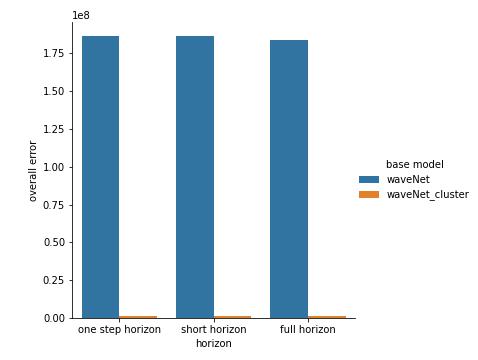 1e8
1.75
1.50
1.25
1.00
0.75
0.50
0.25
0.00
overall error
one step horizon short horizon full horizon
horizon
base model
waveNet
waveNet_cluster